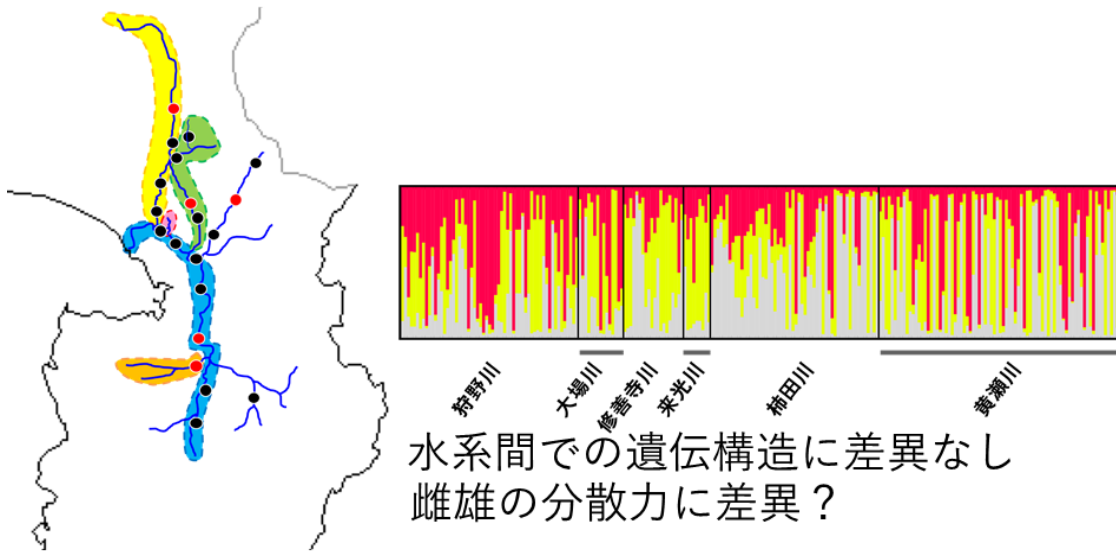 狩野川
大場川
修善寺川
来光川
柿田川
黄瀬川
水系間での遺伝構造に差異なし
雌雄の分散力に差異？